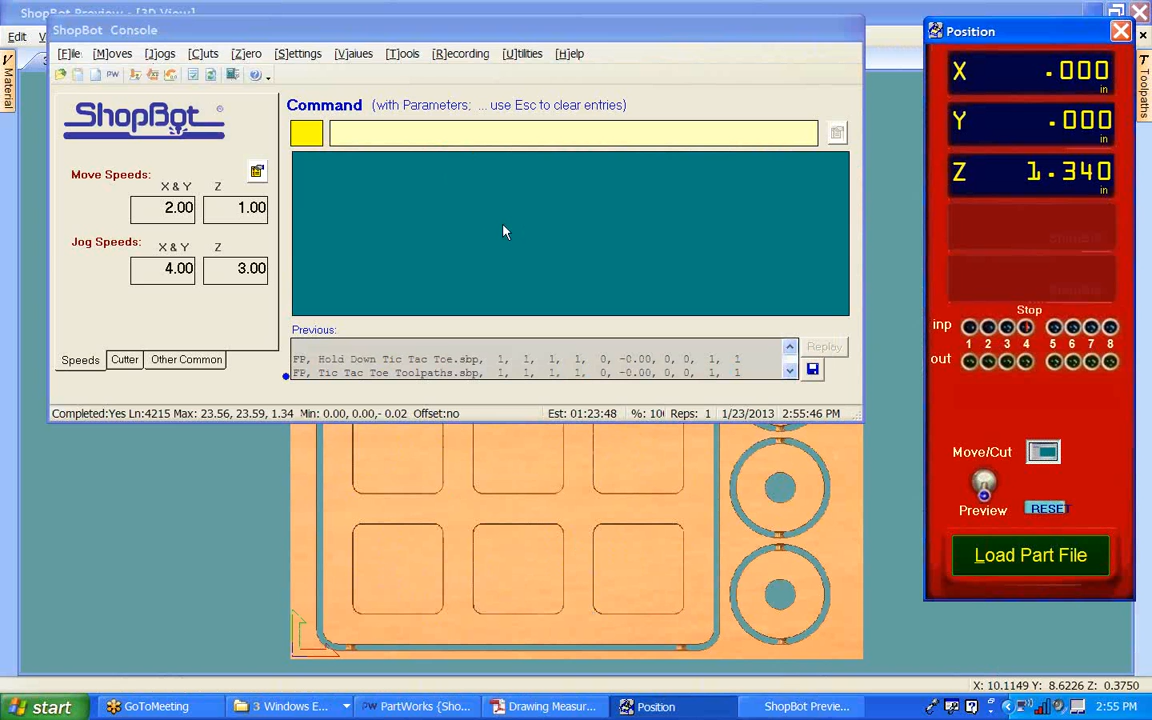 ShopBot Preview - [3D View]
Edit
ShopBot Console
[F]ile [M]oves [J]ogs [C]uts [Z]ero [S]ettings [V]alues [T]ools [R]ecording [U]tilities [H]elp
PW
Material
Toolpaths
ShopBot
Command (with Parameters; ... use Esc to clear entries)
Move Speeds:
X & Y Z
2.00 1.00
Jog Speeds:
X & Y Z
4.00 3.00
Speeds Cutter Other Common
Previous:
Replay
FP, Hold Down Tic Tac Toe.sbp, 1, 1, 1, 1, 0, -0.00, 0, 0, 1, 1
FP, Tic Tac Toe Toolpaths.sbp, 1, 1, 1, 1, 0, -0.00, 0, 0, 1, 1
Completed:Yes Ln:4215 Max: 23.56, 23.59, 1.34 Min: 0.00, 0.00,- 0.02 Offset:no Est: 01:23:48 %: 10 Reps: 1 1/23/2013 2:55:46 PM
Position
X .000 in
Y .000 in
Z 1.340 in
Stop
inp
1 2 3 4 5 6 7 8
out
Move/Cut
Preview RESET
Load Part File
X: 10.1149 Y: 8.6226 Z: 0.3750
start GoToMeeting 3 Windows E... PartWorks {Sho... Drawing Measur... Position ShopBot Previe... 2:55 PM